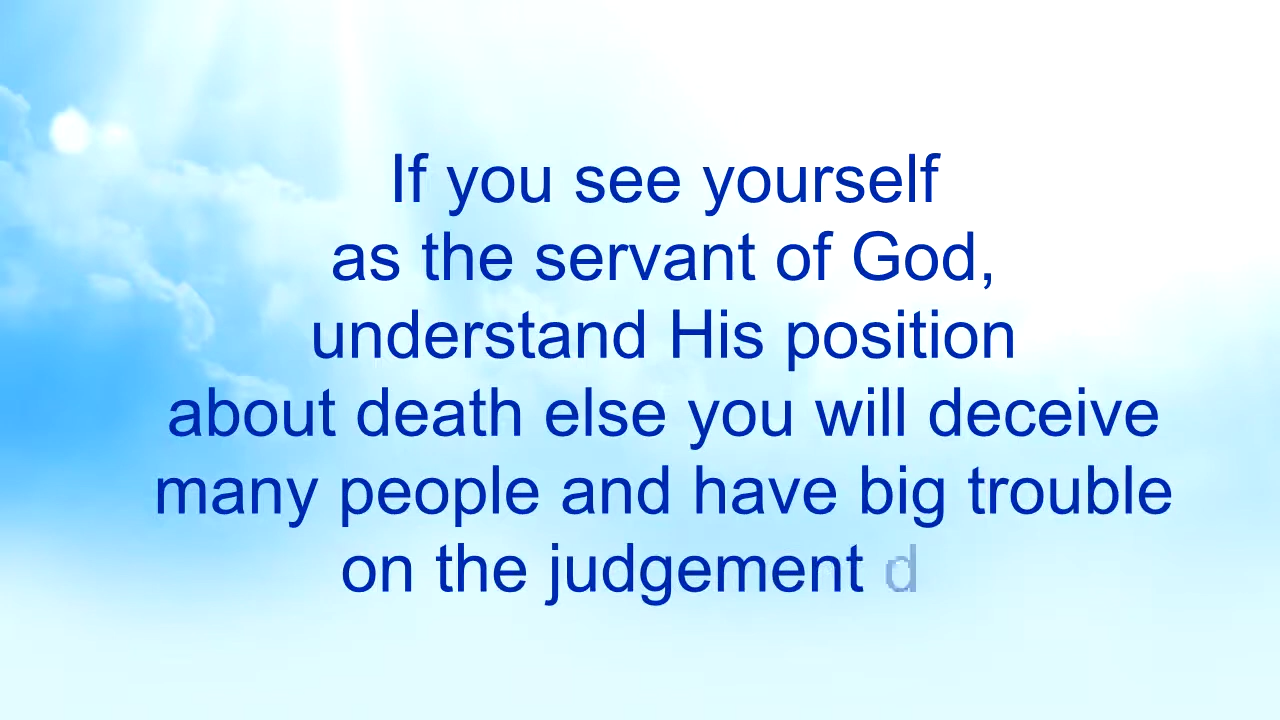 If you see yourself
as the servant of God,
understand His position
about death else you will deceive
many people and have big trouble
on the judgement d